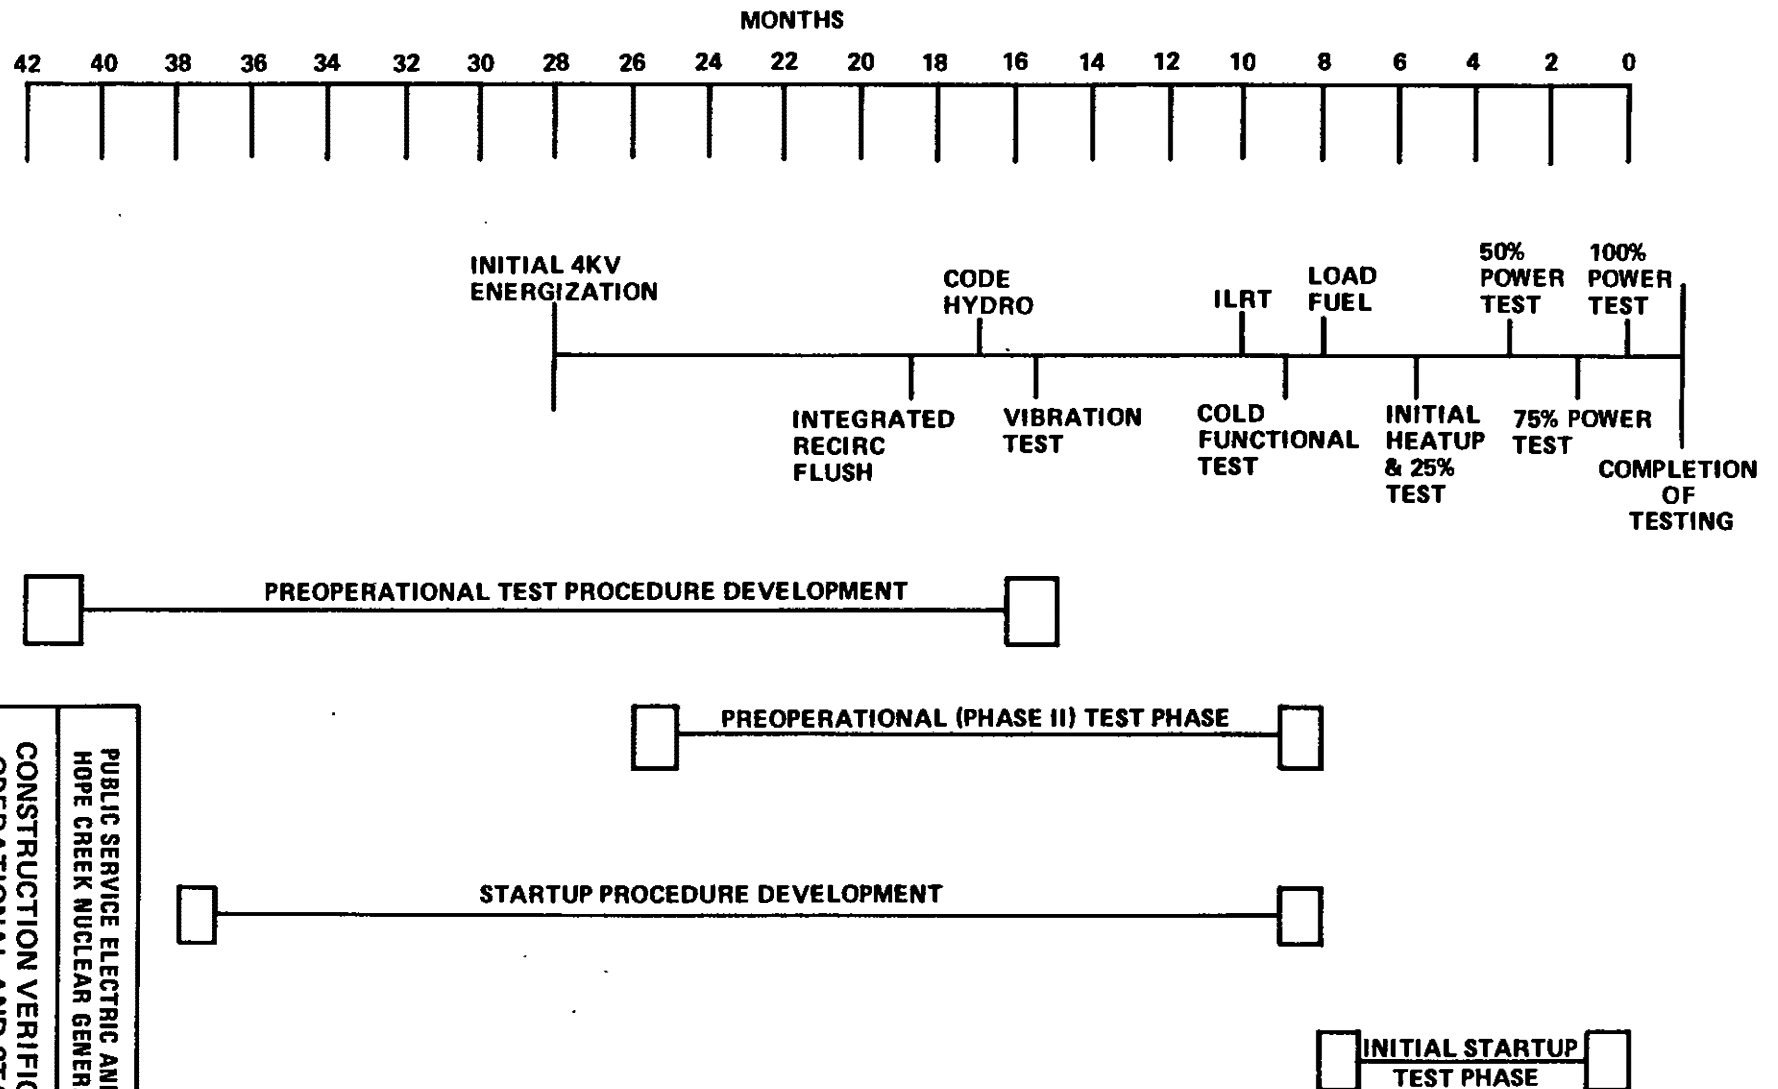 MONTHS
42 40 38 36 34 32 30 28 26 24 22 20 18 16 14 12 10 8 6 4 2 0
INITIAL 4KV
ENERGIZATION
CODE
HYDRO
ILRT
LOAD
FUEL
50%
POWER
TEST
100%
POWER
TEST
INTEGRATED
RECIRC
FLUSH
VIBRATION
TEST
COLD
FUNCTIONAL
TEST
INITIAL
HEATUP
& 25%
TEST
75% POWER
TEST
COMPLETION
OF
TESTING
PREOPERATIONAL TEST PROCEDURE DEVELOPMENT
PREOPERATIONAL (PHASE II) TEST PHASE
STARTUP PROCEDURE DEVELOPMENT
INITIAL STARTUP
TEST PHASE
PUBLIC SERVICE ELECTRIC AND
HOPE CREEK NUCLEAR GENER
CONSTRUCTION VERIFIC